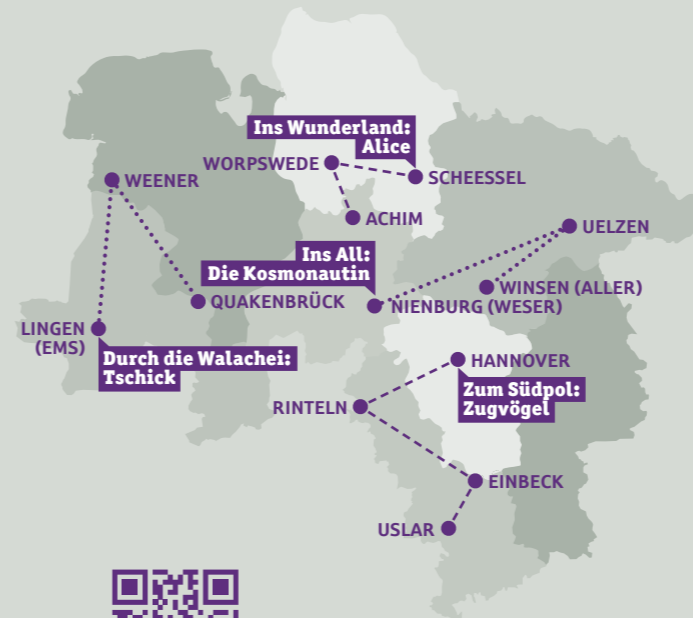 Ins Wunderland:
Alice
WORPSWEDE
SCHEESSEL
WEENER
ACHIM
UELZEN
Ins All:
Die Kosmonautin
WINSEN (ALLER)
QUAKENBRÜCK
NIENBURG (WESER)
LINGEN
(EMS)
Durch die Walachei:
Tschick
HANNOVER
Zum Südpol:
Zugvögel
RINTELN
EINBECK
USLAR